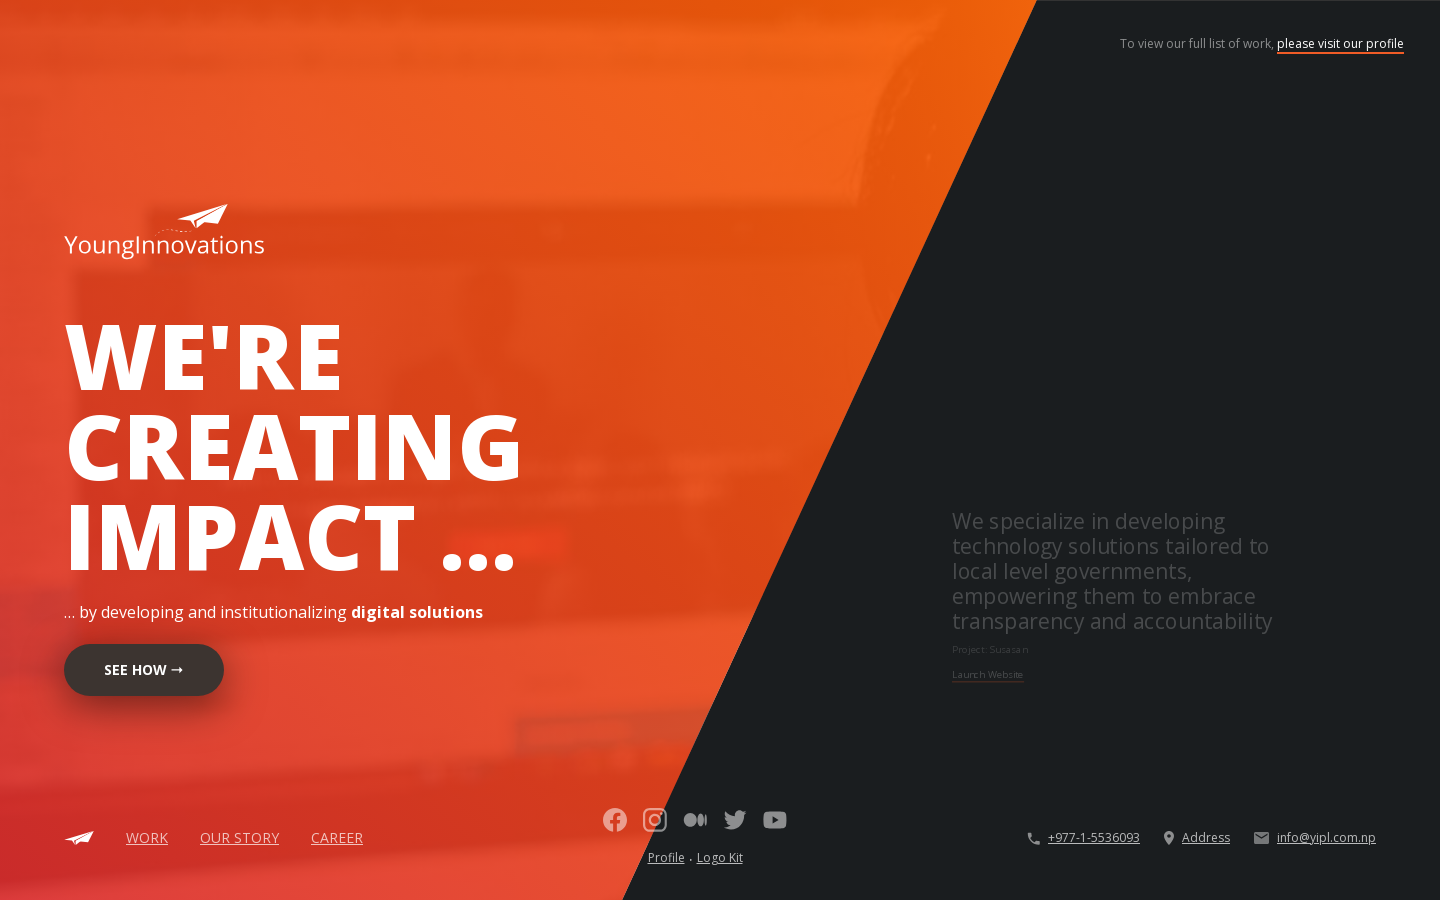 To view our full list of work, please visit our profile
YoungInnovations
WE'RE
CREATING
IMPACT ...
... by developing and institutionalizing digital solutions
SEE HOW →
We specialize in developing
technology solutions tailored to
local level governments,
empowering them to embrace
transparency and accountability
Project: Susasan
Launch Website
WORK OUR STORY CAREER
Profile . Logo Kit
+977-1-5536093 Address info@yipl.com.np